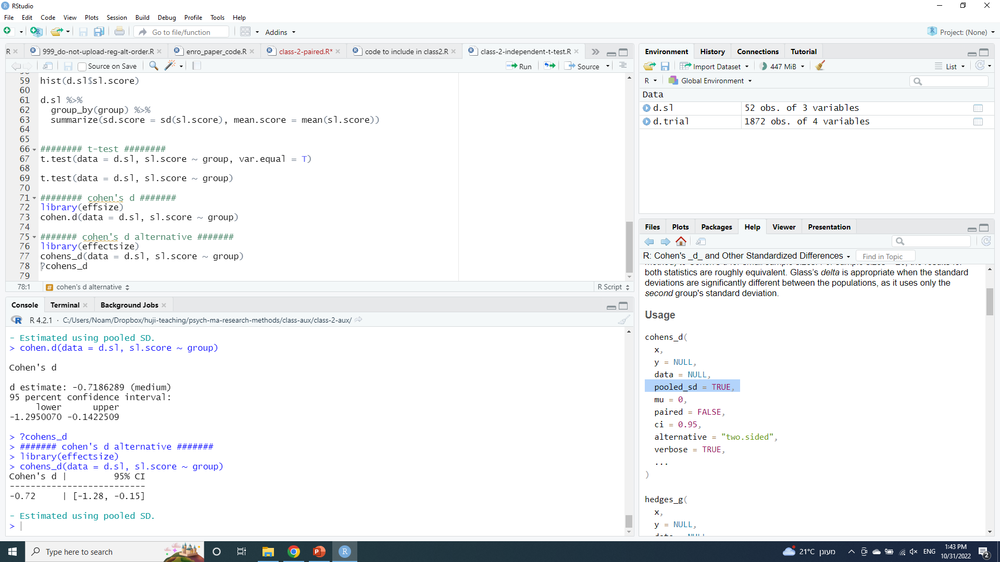 RStudio
File Edit Code View Plots Session Build Debug Profile Tools Help
Go to file/function Addins Project: (None)
R 999_do-not-upload-reg-alt-order.R enro_paper_code.R class-2-paired.R* code to include in class2.R class-2-independent-t-test.R
Source on Save Run Source
59 hist(d.sl$sl.score)
60
61 d.sl %>%
62 group_by(group) %>%
63 summarize(sd.score = sd(sl.score), mean.score = mean(sl.score))
64
65
66 ######## t-test ########
67 t.test(data = d.sl, sl.score ~ group, var.equal = T)
68
69 t.test(data = d.sl, sl.score ~ group)
70
71 ######## cohen's d #######
72 library(effsize)
73 cohen.d(data = d.sl, sl.score ~ group)
74
75 ####### cohen's d alternative #######
76 library(effectsize)
77 cohens_d(data = d.sl, sl.score ~ group)
78 ?cohens_d
79
78:1 # cohen's d alternative R Script
Console Terminal Background Jobs
R 4.2.1 · C:/Users/Noam/Dropbox/huji-teaching/psych-ma-research-methods/class-aux/class-2-aux/
- Estimated using pooled SD.
> cohen.d(data = d.sl, sl.score ~ group)
Cohen's d
d estimate: -0.7186289 (medium)
95 percent confidence interval:
lower upper
-1.2950070 -0.1422509
> ?cohens_d
> ####### cohen's d alternative #######
> library(effectsize)
> cohens_d(data = d.sl, sl.score ~ group)
Cohen's d | 95% CI
--------------------------
-0.72 | [-1.28, -0.15]
- Estimated using pooled SD.
>
Environment History Connections Tutorial
Import Dataset 447 MiB List
R Global Environment
Data
d.sl 52 obs. of 3 variables
d.trial 1872 obs. of 4 variables
Files Plots Packages Help Viewer Presentation
R: Cohen's _d_ and Other Standardized Differences Find in Topic
both statistics are roughly equivalent. Glass's delta is appropriate when the standard
deviations are significantly different between the populations, as it uses only the
second group's standard deviation.
Usage
cohens_d(
x,
y = NULL,
data = NULL,
pooled_sd = TRUE,
mu = 0,
paired = FALSE,
ci = 0.95,
alternative = "two.sided",
verbose = TRUE,
...
)
hedges_g(
x,
y = NULL,
Type here to search
21°C מעונן ENG 1:43 PM
10/31/2022 2